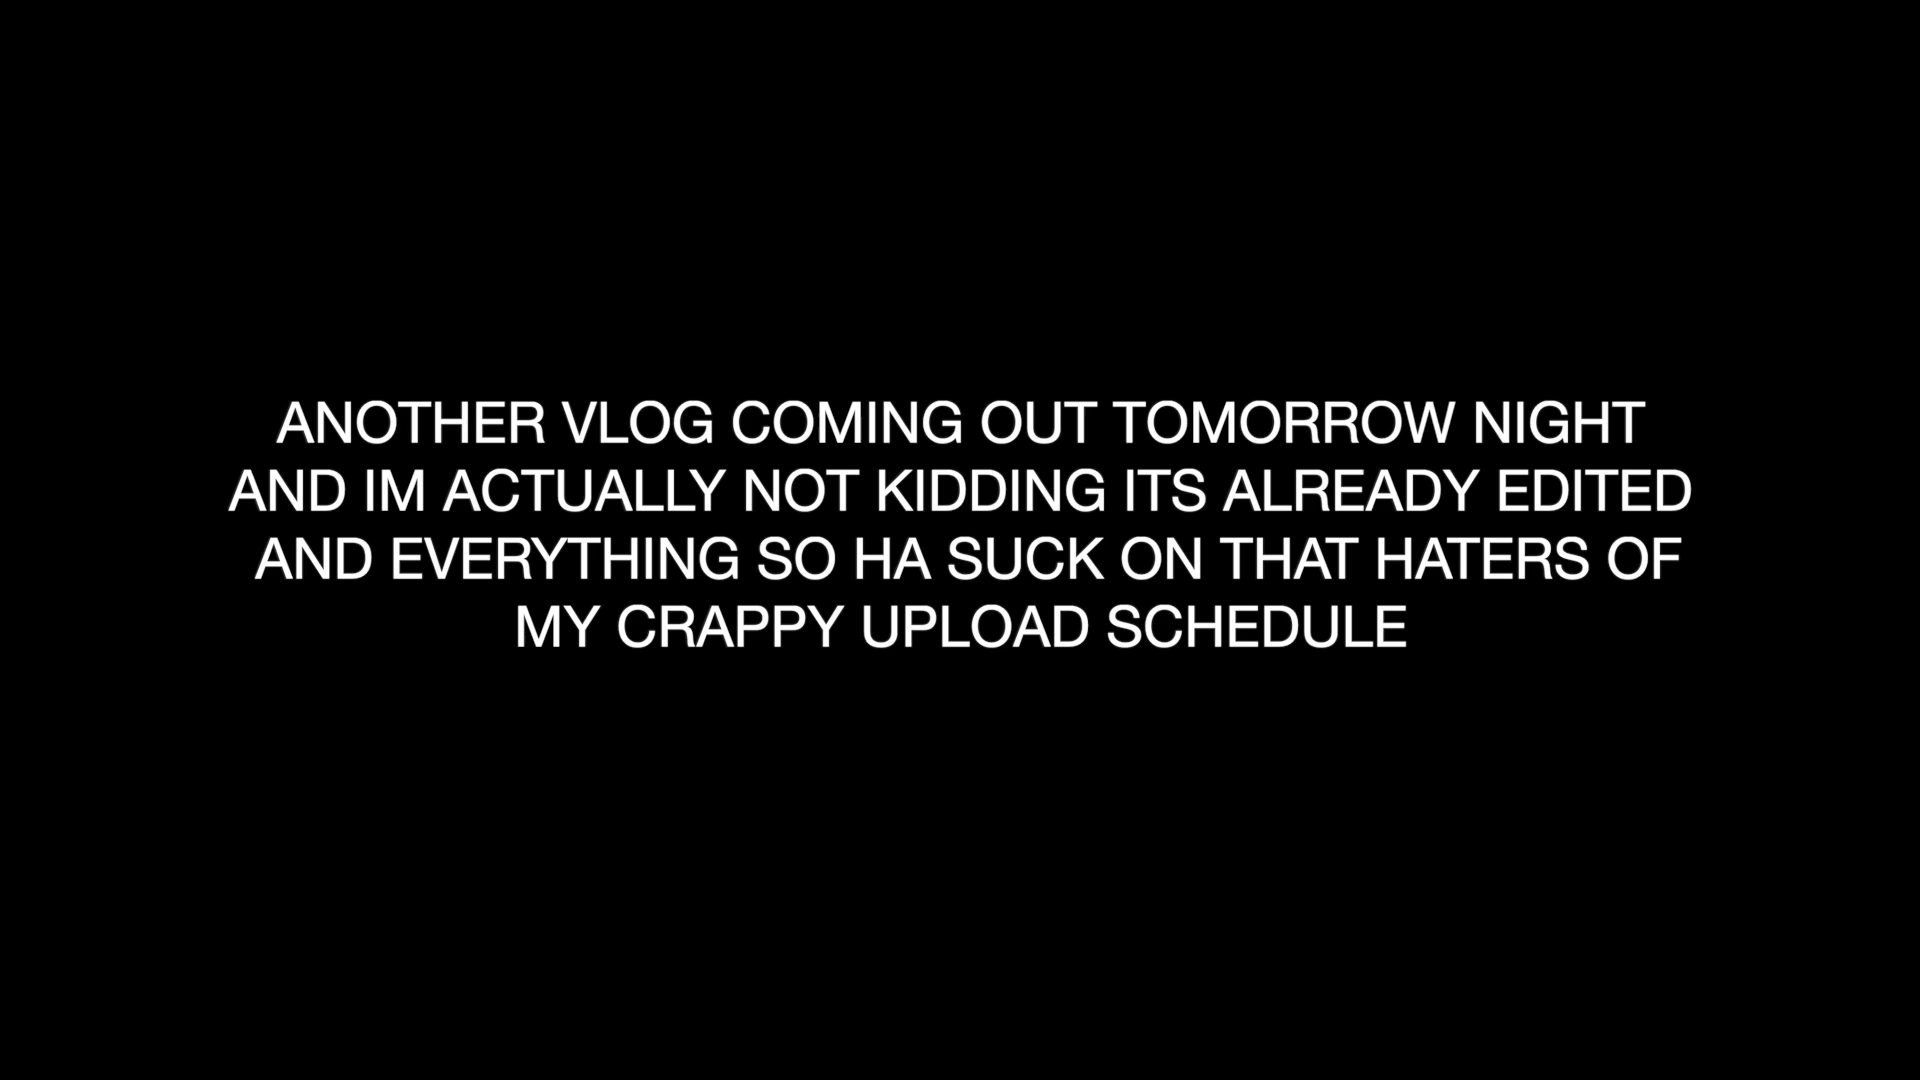 ANOTHER VLOG COMING OUT TOMORROW NIGHT
AND IM ACTUALLY NOT KIDDING ITS ALREADY EDITED
AND EVERYTHING SO HA SUCK ON THAT HATERS OF
MY CRAPPY UPLOAD SCHEDULE